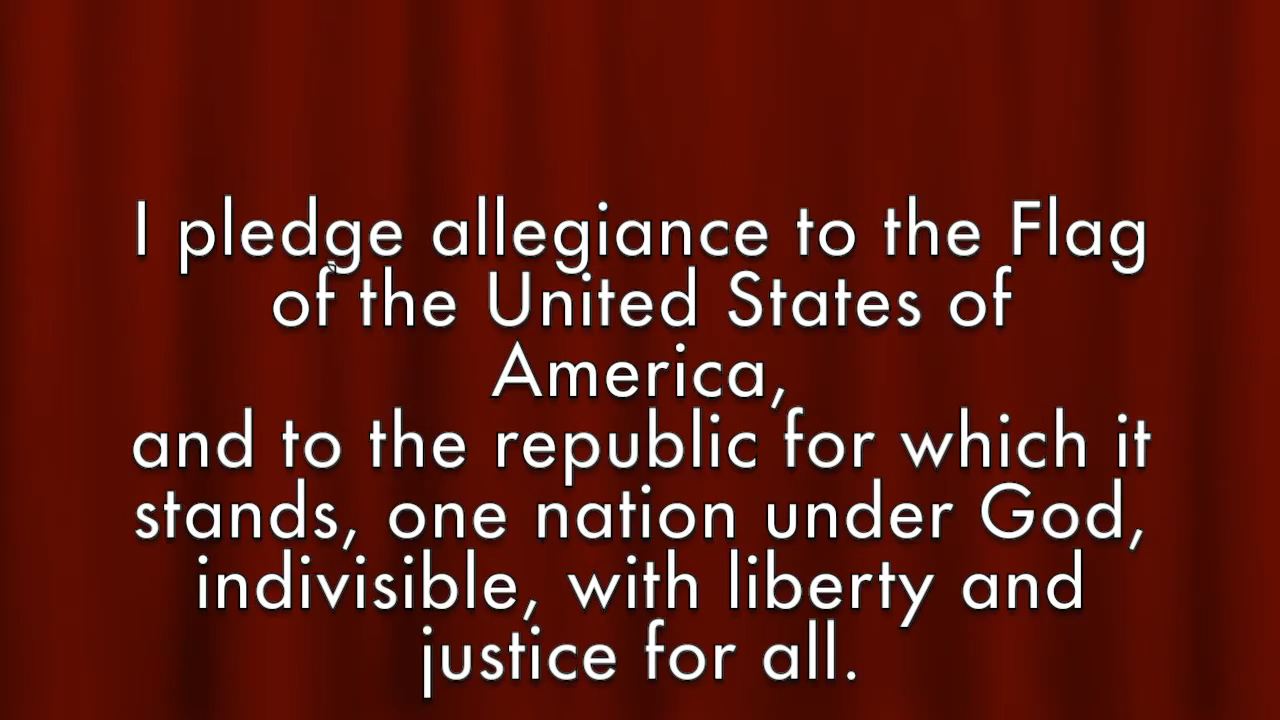 I pledge allegiance to the Flag
of the United States of
America,
and to the republic for which it
stands, one nation under God,
indivisible, with liberty and
justice for all.